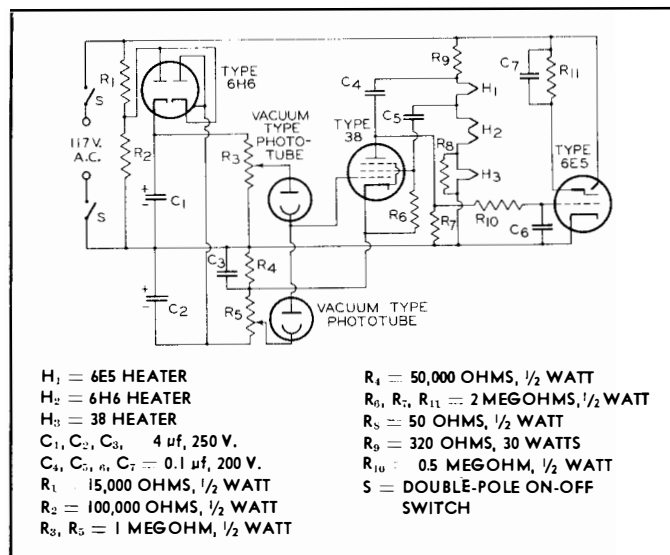 R1
S
117 V.
A.C.
S
R2
TYPE
6H6
C1
C2
VACUUM
TYPE
PHOTO-
TUBE
R3
C3
R4
R5
VACUUM TYPE
PHOTOTUBE
C4
TYPE
38
C5
R6
R7
R8
R9
H1
H2
H3
R10
C6
C7
R11
TYPE
6E5
H1 = 6E5 HEATER
H2 = 6H6 HEATER
H3 = 38 HEATER
C1, C2, C3, 4 µf, 250 V.
C4, C5, 6, C7 = 0.1 µf, 200 V.
R1 15,000 OHMS, 1/2 WATT
R2 = 100,000 OHMS, 1/2 WATT
R3, R5 = 1 MEGOHM, 1/2 WATT
R4 = 50,000 OHMS, 1/2 WATT
R6, R7, R11 = 2 MEGOHMS, 1/2 WATT
R8 = 50 OHMS, 1/2 WATT
R9 = 320 OHMS, 30 WATTS
R10 0.5 MEGOHM, 1/2 WATT
S = DOUBLE-POLE ON-OFF
SWITCH